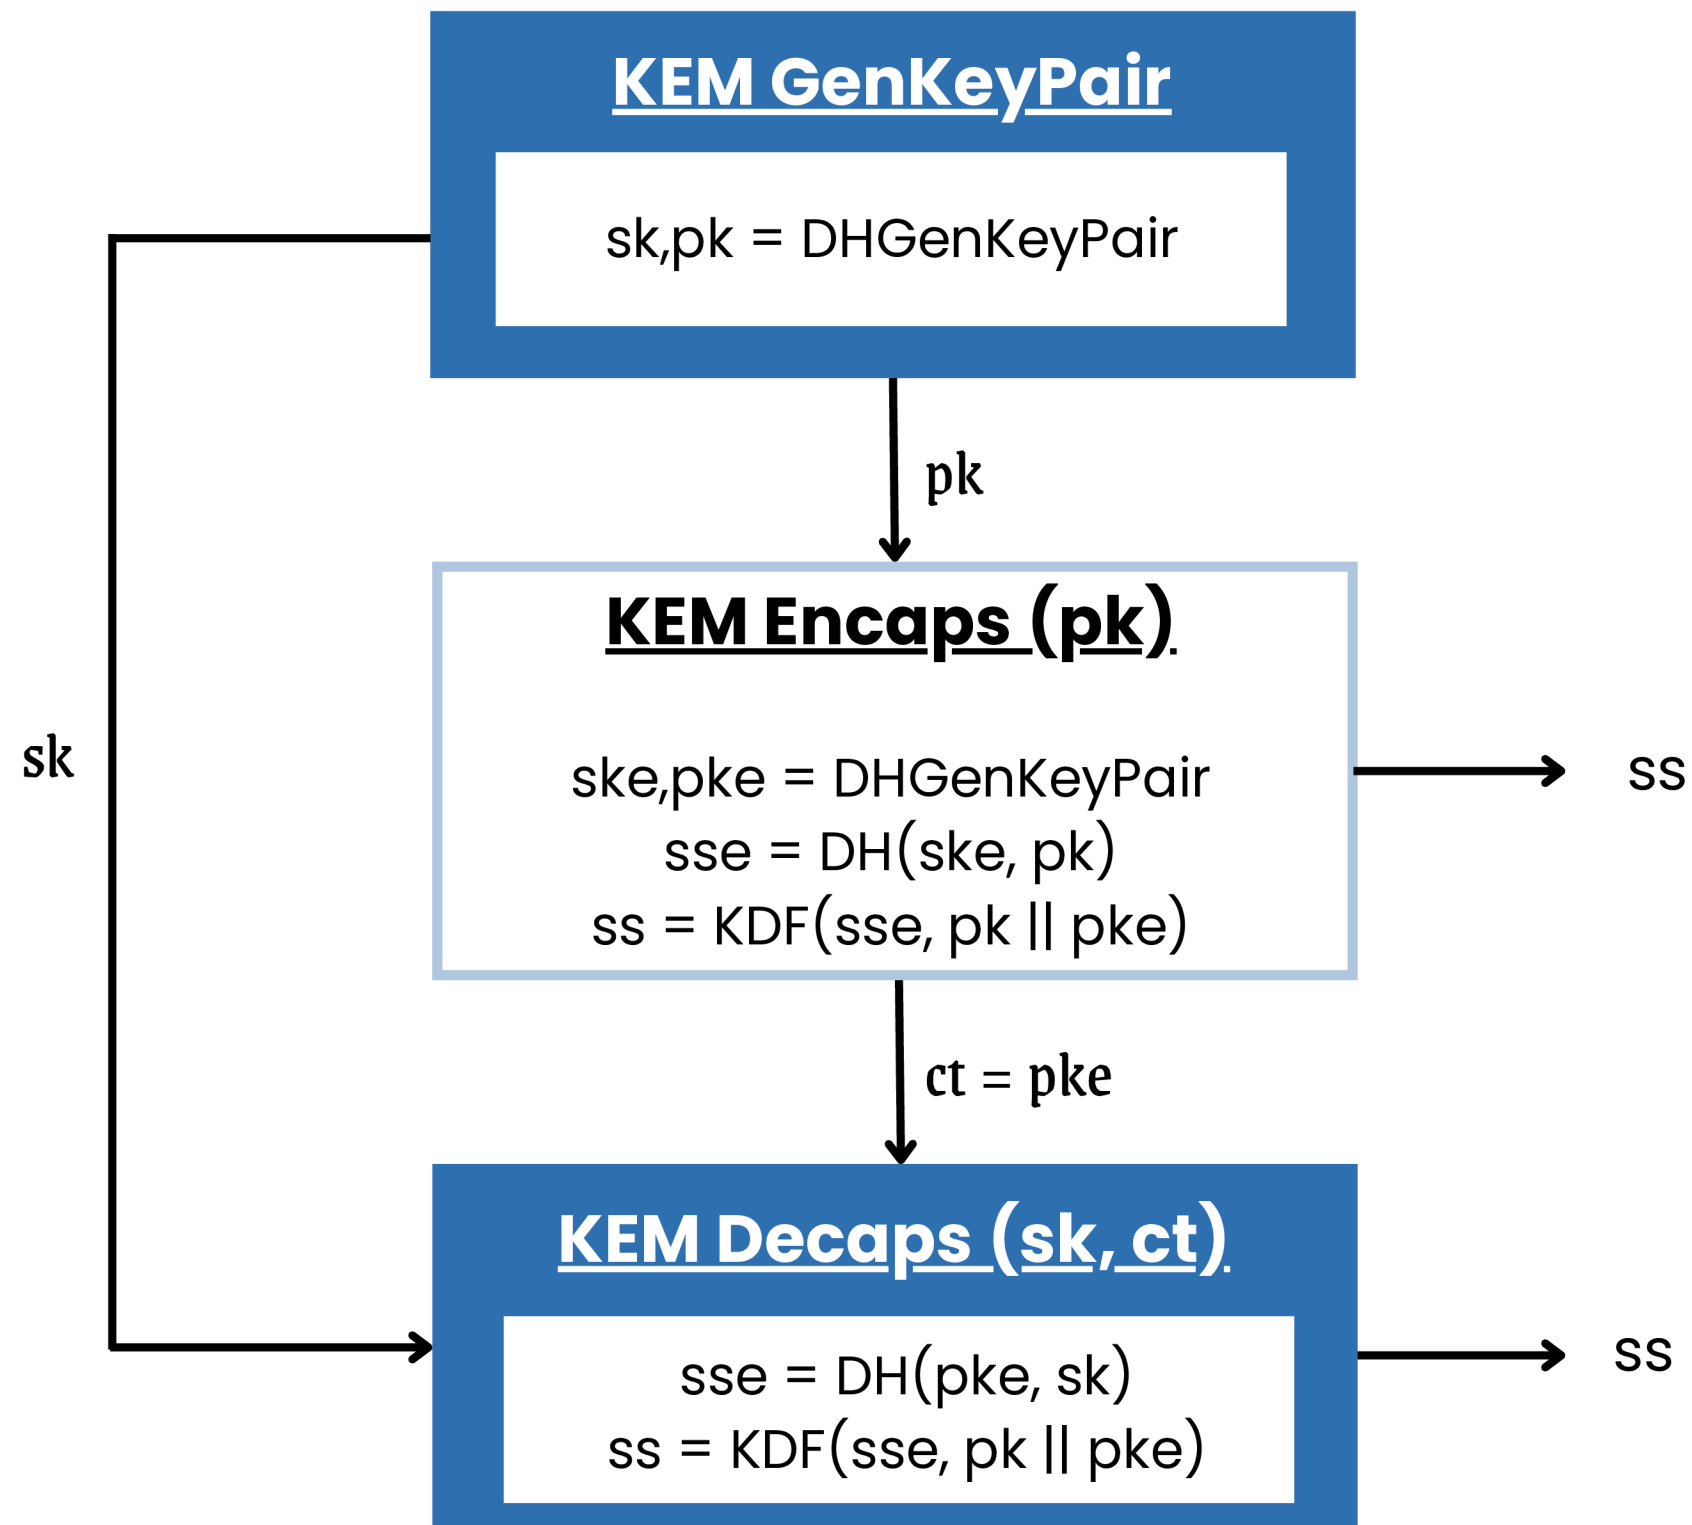 KEM GenKeyPair
sk,pk = DHGenKeyPair
pk
KEM Encaps (pk)
ske,pke = DHGenKeyPair
sse = DH(ske, pk)
ss = KDF(sse, pk || pke)
sk
ss
ct = pke
KEM Decaps (sk, ct)
sse = DH(pke, sk)
ss = KDF(sse, pk || pke)
ss